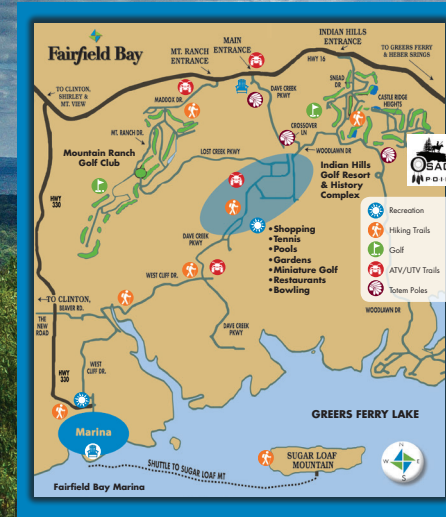 Fairfield Bay
MAIN
ENTRANCE
MT. RANCH
ENTRANCE
INDIAN HILLS
ENTRANCE
HWY 16
TO GREERS FERRY
& HEBER SRINGS
TO CLINTON,
SHIRLEY &
MT. VIEW
MADDOX DR.
DAVE CREEK
PKWY
SNEAD
DR
CASTLE RIDGE
HEIGHTS
CROSSOVER
LN
MT. RANCH DR.
LOST CREEK PKWY
WOODLAWN DR
Mountain Ranch
Golf Club
Indian Hills
Golf Resort
& History
Complex
OSAG
POIN
HWY
330
DAVE CREEK
PKWY
•Shopping
•Tennis
•Pools
•Gardens
•Miniature Golf
•Restaurants
•Bowling
Recreation
Hiking Trails
Golf
ATV/UTV Trails
Totem Poles
WEST CLIFF DR.
TO CLINTON,
BEAVER RD.
THE
NEW
ROAD
DAVE CREEK
PKWY
WOODLAWN DR
HWY
330
WEST
CLIFF DR.
GREERS FERRY LAKE
Marina
SHUTTLE TO SUGAR LOAF MT
SUGAR LOAF
MOUNTAIN
N
W
E
S
Fairfield Bay Marina